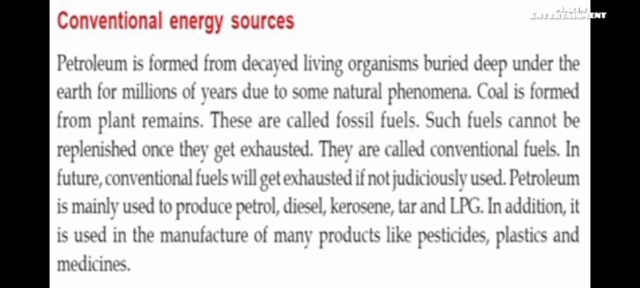 Conventional energy sources
ENTERTAINMENT
Petroleum is formed from decayed living organisms buried deep under the
earth for millions of years due to some natural phenomena. Coal is formed
from plant remains. These are called fossil fuels. Such fuels cannot be
replenished once they get exhausted. They are called conventional fuels. In
future, conventional fuels will get exhausted if not judiciously used. Petroleum
is mainly used to produce petrol, diesel, kerosene, tar and LPG. In addition, it
is used in the manufacture of many products like pesticides, plastics and
medicines.